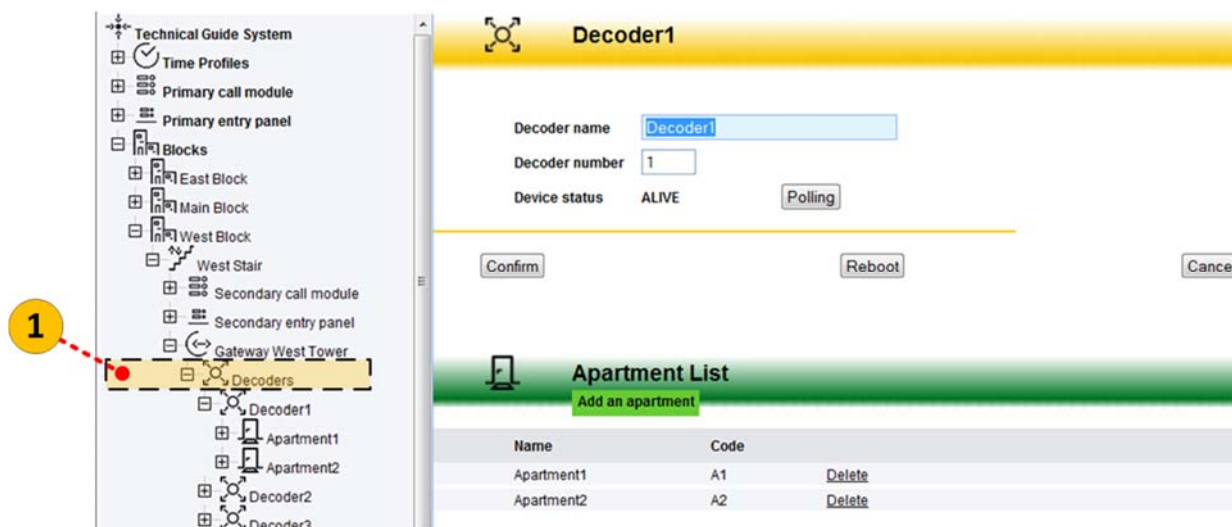 Technical Guide System
Time Profiles
Primary call module
Primary entry panel
Blocks
East Block
Main Block
West Block
West Stair
Secondary call module
Secondary entry panel
Gateway West Tower
Decoders
Decoder1
Apartment1
Apartment2
Decoder2
Decoder3
1
Decoder1
Decoder name Decoder1
Decoder number 1
Device status ALIVE Polling
Confirm Reboot Cance
Apartment List
Add an apartment
Name Code
Apartment1 A1 Delete
Apartment2 A2 Delete